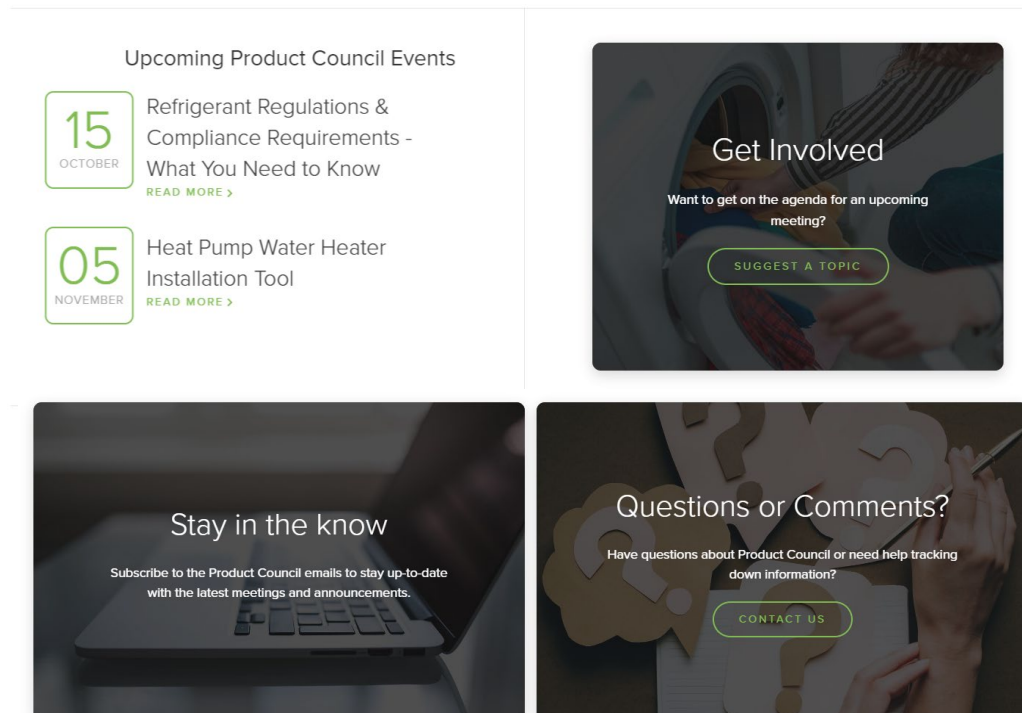 Upcoming Product Council Events
15
OCTOBER
Refrigerant Regulations &
Compliance Requirements -
What You Need to Know
READ MORE >
05
NOVEMBER
Heat Pump Water Heater
Installation Tool
READ MORE >
Get Involved
Want to get on the agenda for an upcoming
meeting?
SUGGEST A TOPIC
Stay in the know
Subscribe to the Product Council emails to stay up-to-date
with the latest meetings and announcements.
Questions or Comments?
Have questions about Product Council or need help tracking
down information?
CONTACT US